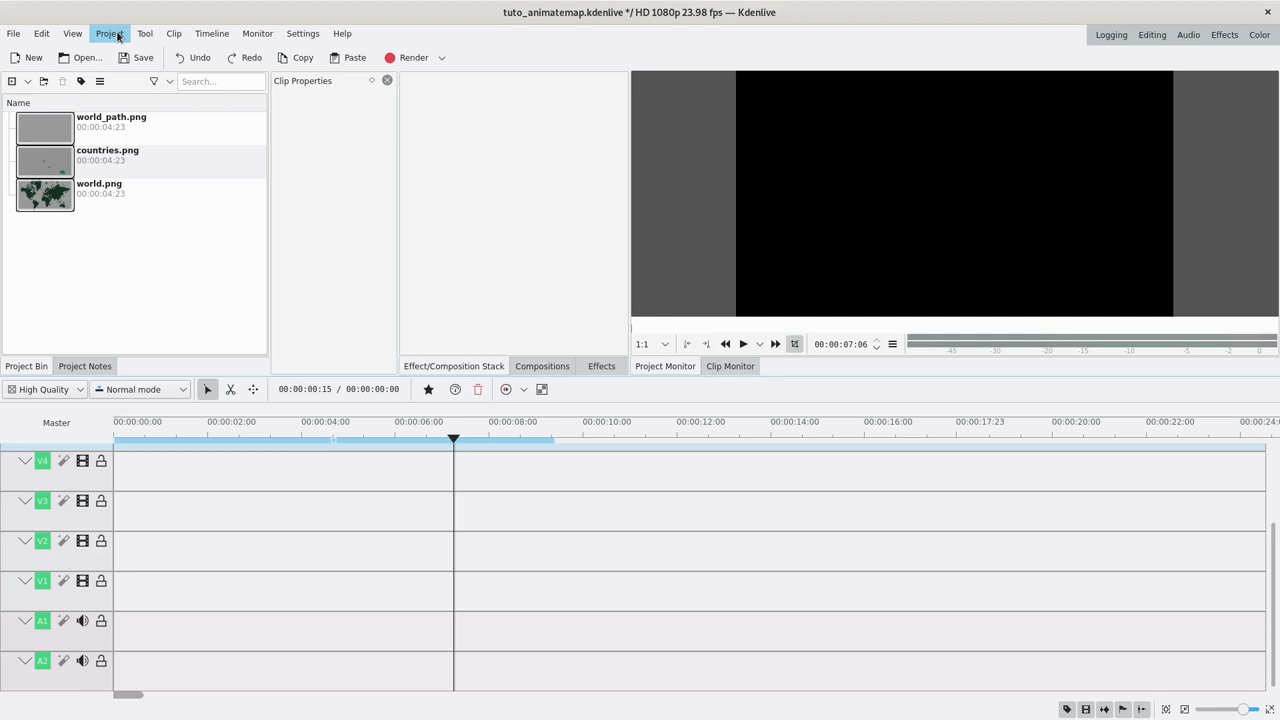 tuto_animatemap.kdenlive */ HD 1080p 23.98 fps — Kdenlive
File Edit View Project Tool Clip Timeline Monitor Settings Help
Logging Editing Audio Effects Color
New Open... Save Undo Redo Copy Paste Render
Search...
Clip Properties
Name
world_path.png
00:00:04:23
countries.png
00:00:04:23
world.png
00:00:04:23
1:1
00:00:07:06
-45 -30 -20 -15 -10 -5 -2 0
Project Bin Project Notes
Effect/Composition Stack Compositions Effects
Project Monitor Clip Monitor
High Quality Normal mode 00:00:00:15 / 00:00:00:00
Master
00:00:00:00 00:00:02:00 00:00:04:00 00:00:06:00 00:00:08:00 00:00:10:00 00:00:12:00 00:00:14:00 00:00:16:00 00:00:17:23 00:00:20:00 00:00:22:00 00:00:24:
V4
V3
V2
V1
A1
A2